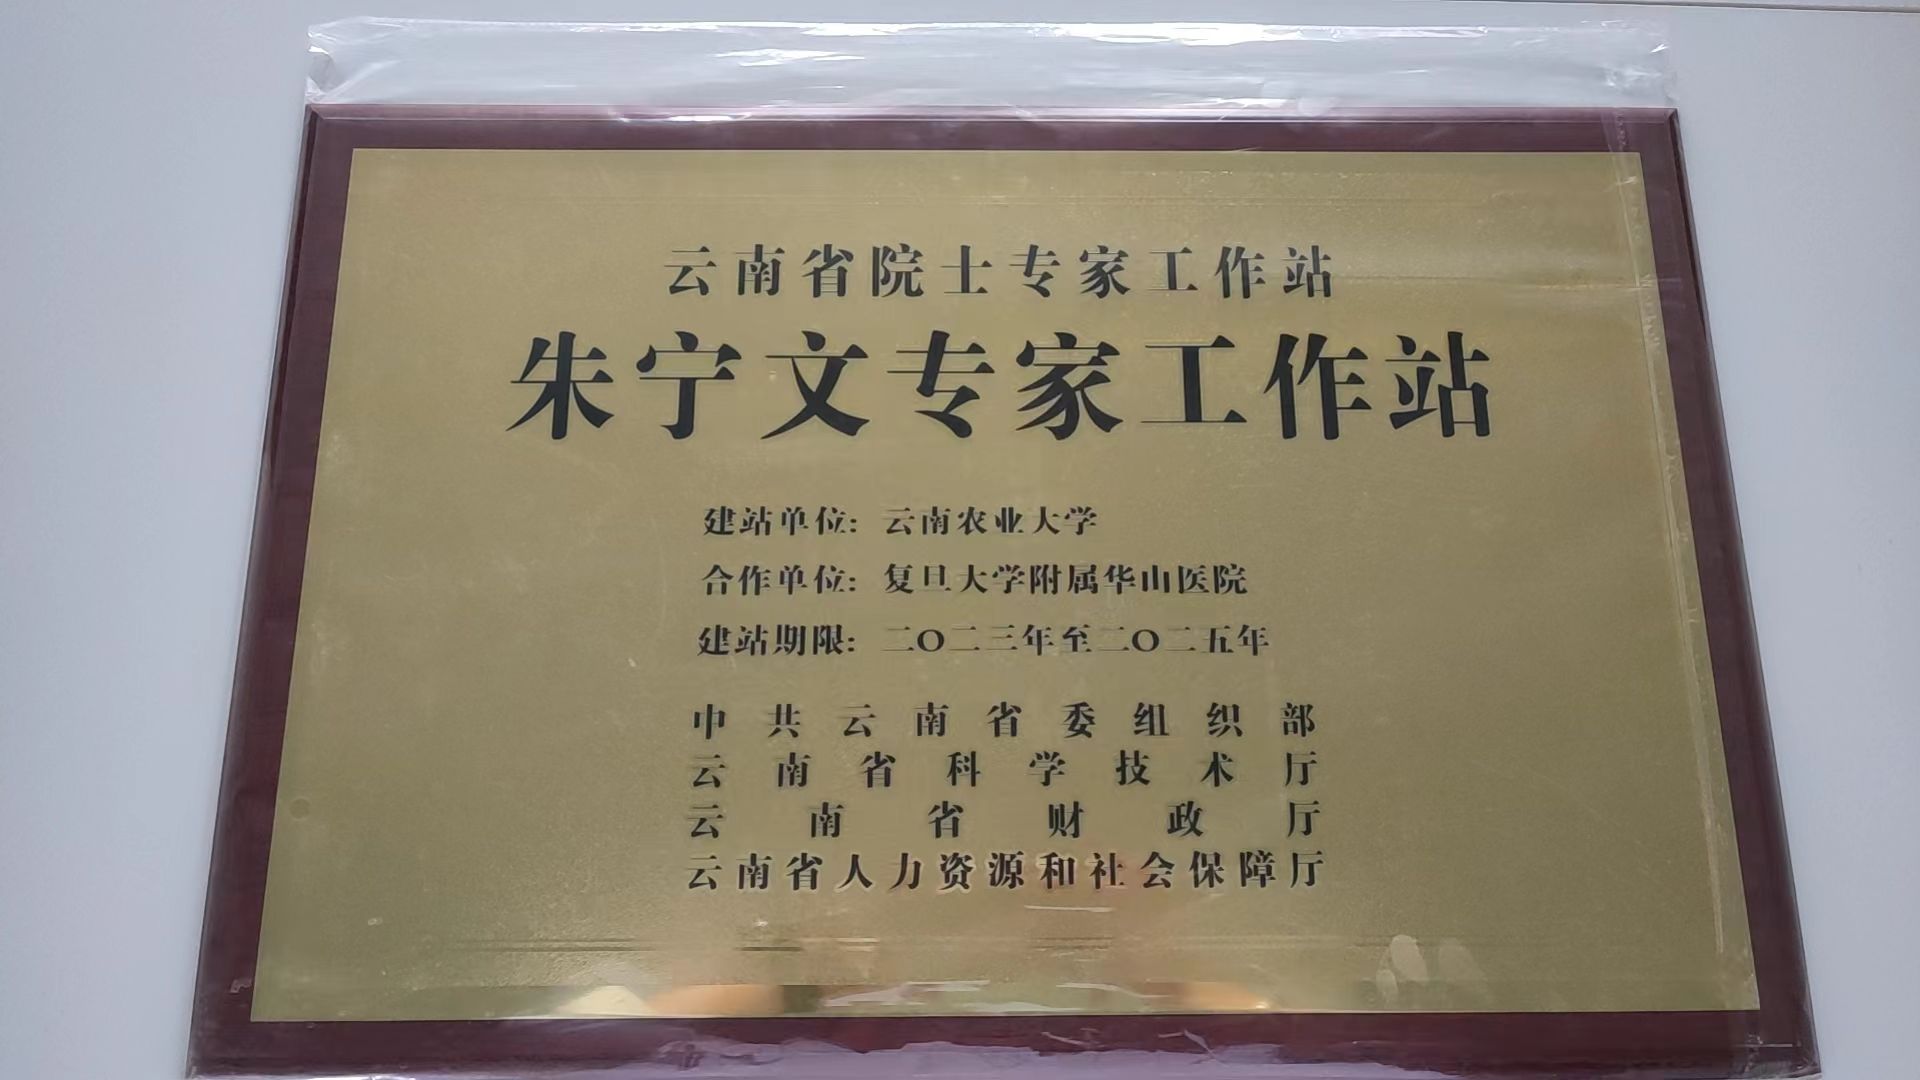 云南省院士专家工作站
朱宁文专家工作站
建站单位：云南农业大学
合作单位：复旦大学附属华山医院
建站期限：二〇二三年至二〇二五年
中共云南省委组织部
云南省科学技术厅
云南省财政厅
云南省人力资源和社会保障厅